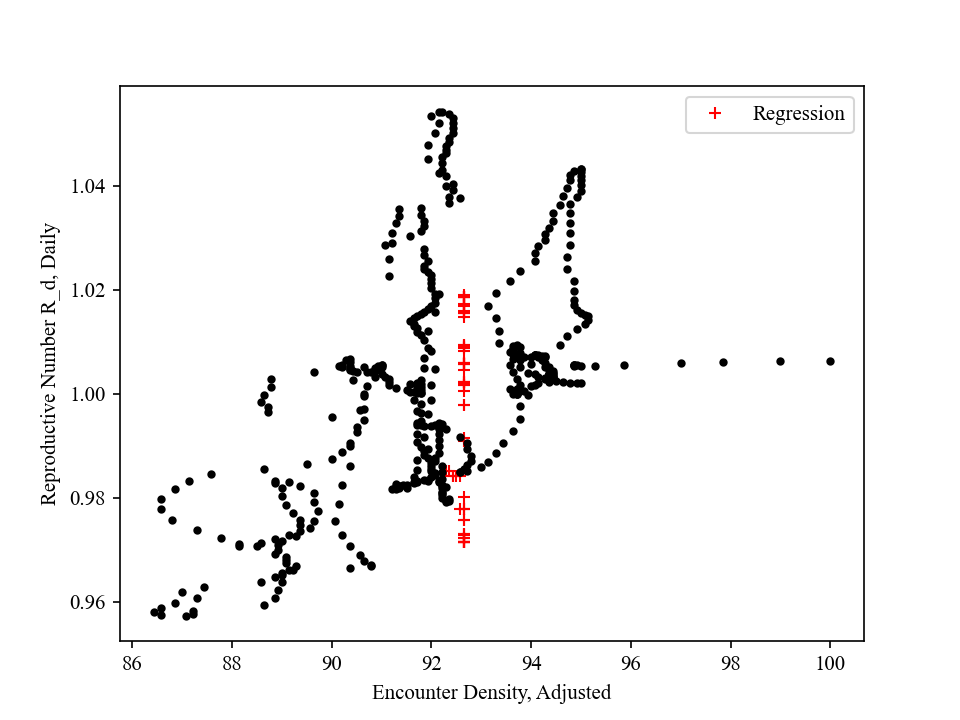 Regression
1.04
1.02
1.00
0.98
0.96
Reproductive Number R_d, Daily
86 88 90 92 94 96 98 100
Encounter Density, Adjusted